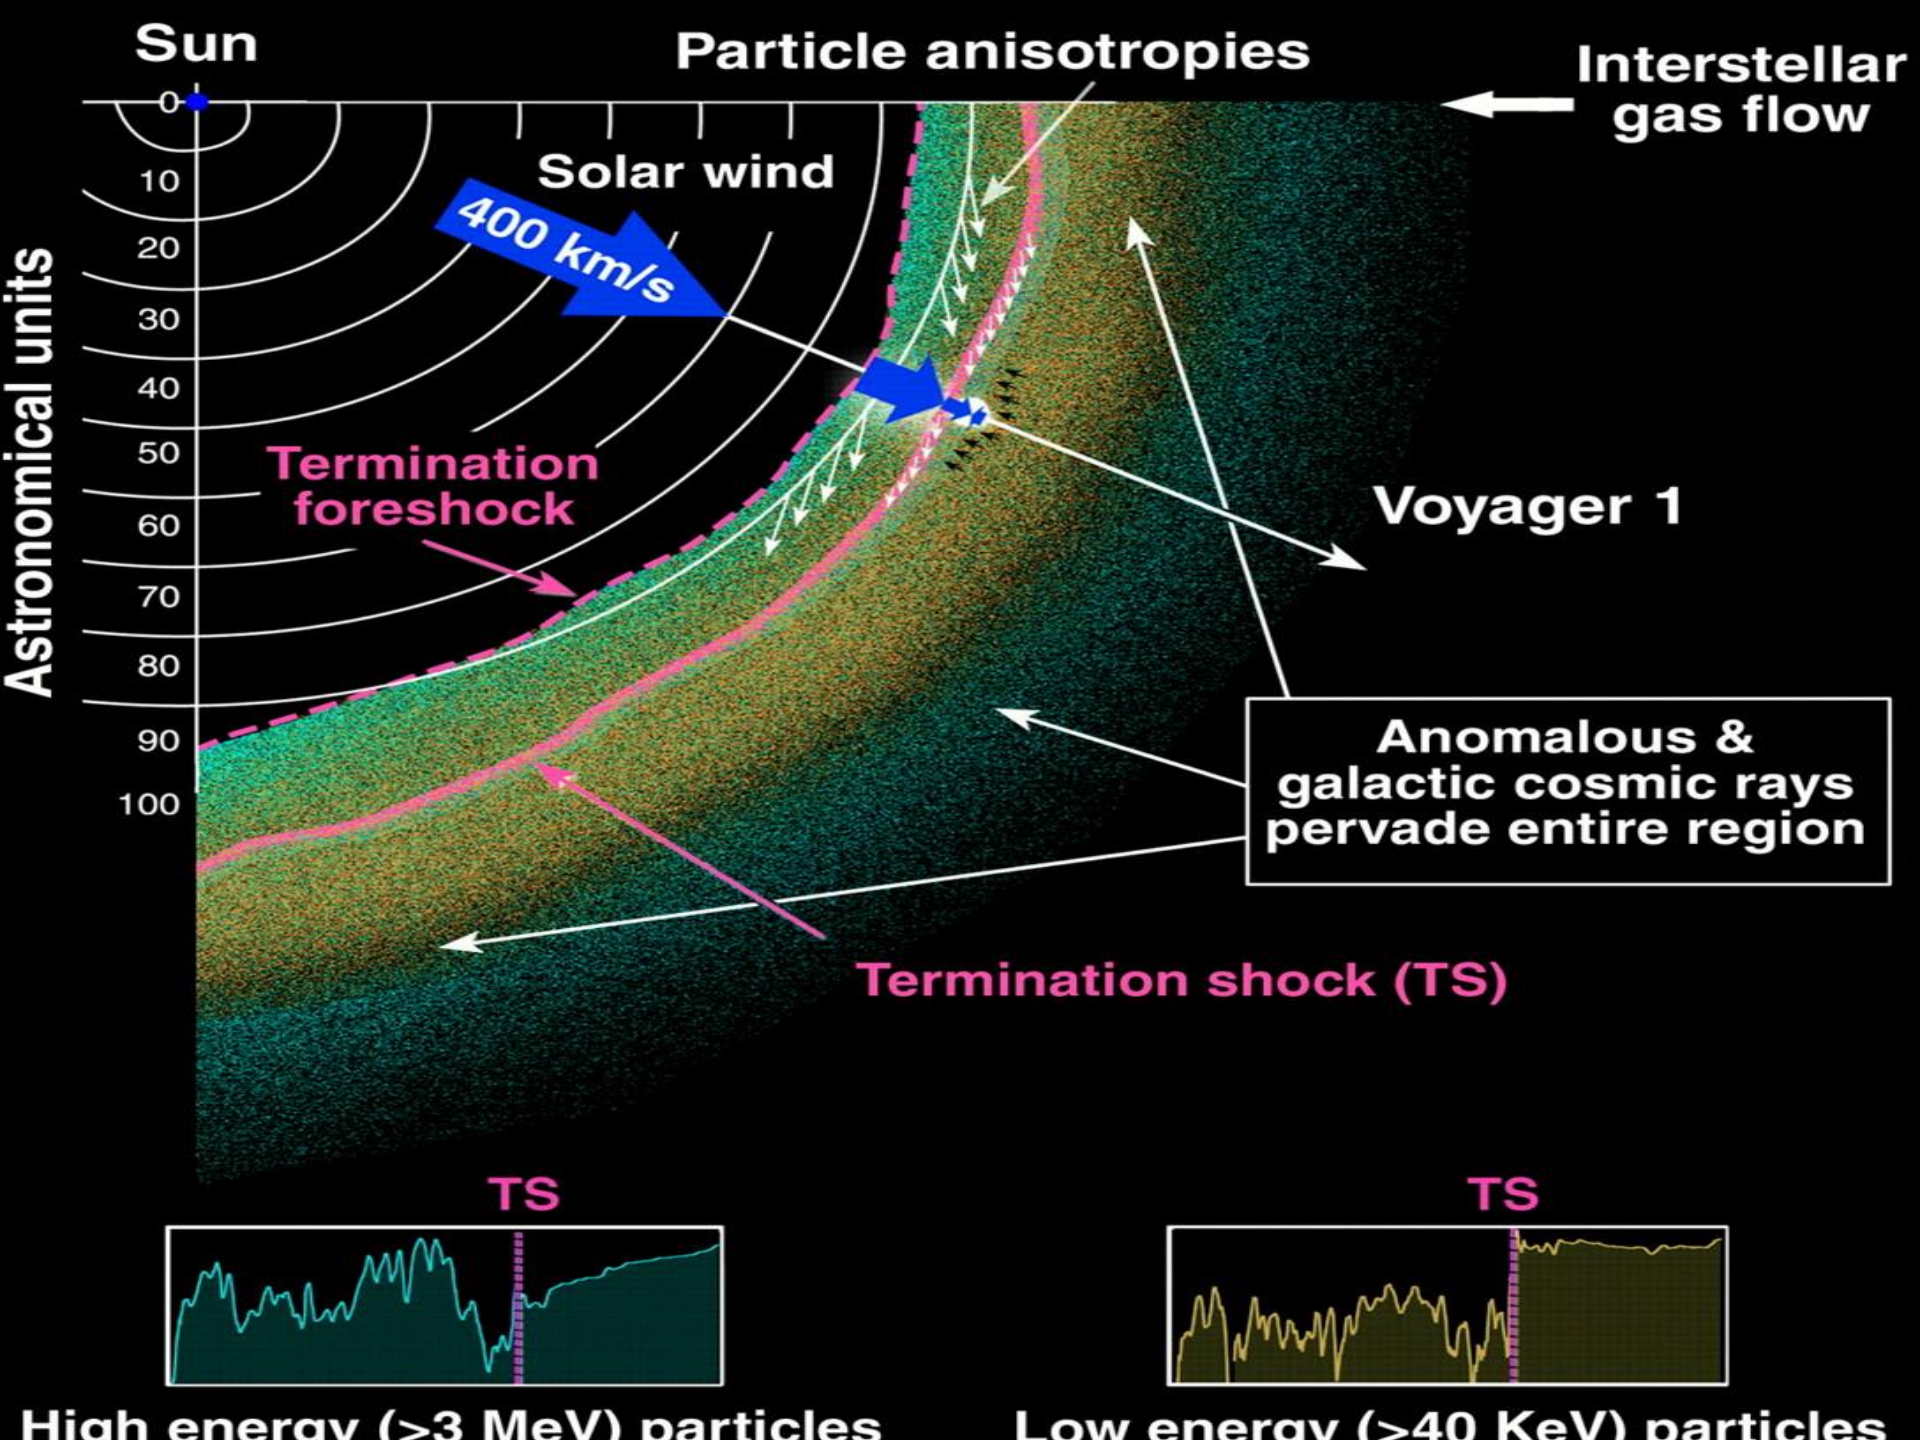 Sun
Particle anisotropies
Interstellar
gas flow
0
Solar wind
10
400 km/s
20
30
40
50
60
70
80
90
100
Astronomical units
Termination
foreshock
Voyager 1
Anomalous &
galactic cosmic rays
pervade entire region
Termination shock (TS)
TS
TS
High energy (>3 MeV) particles
Low energy (>40 KeV) particles